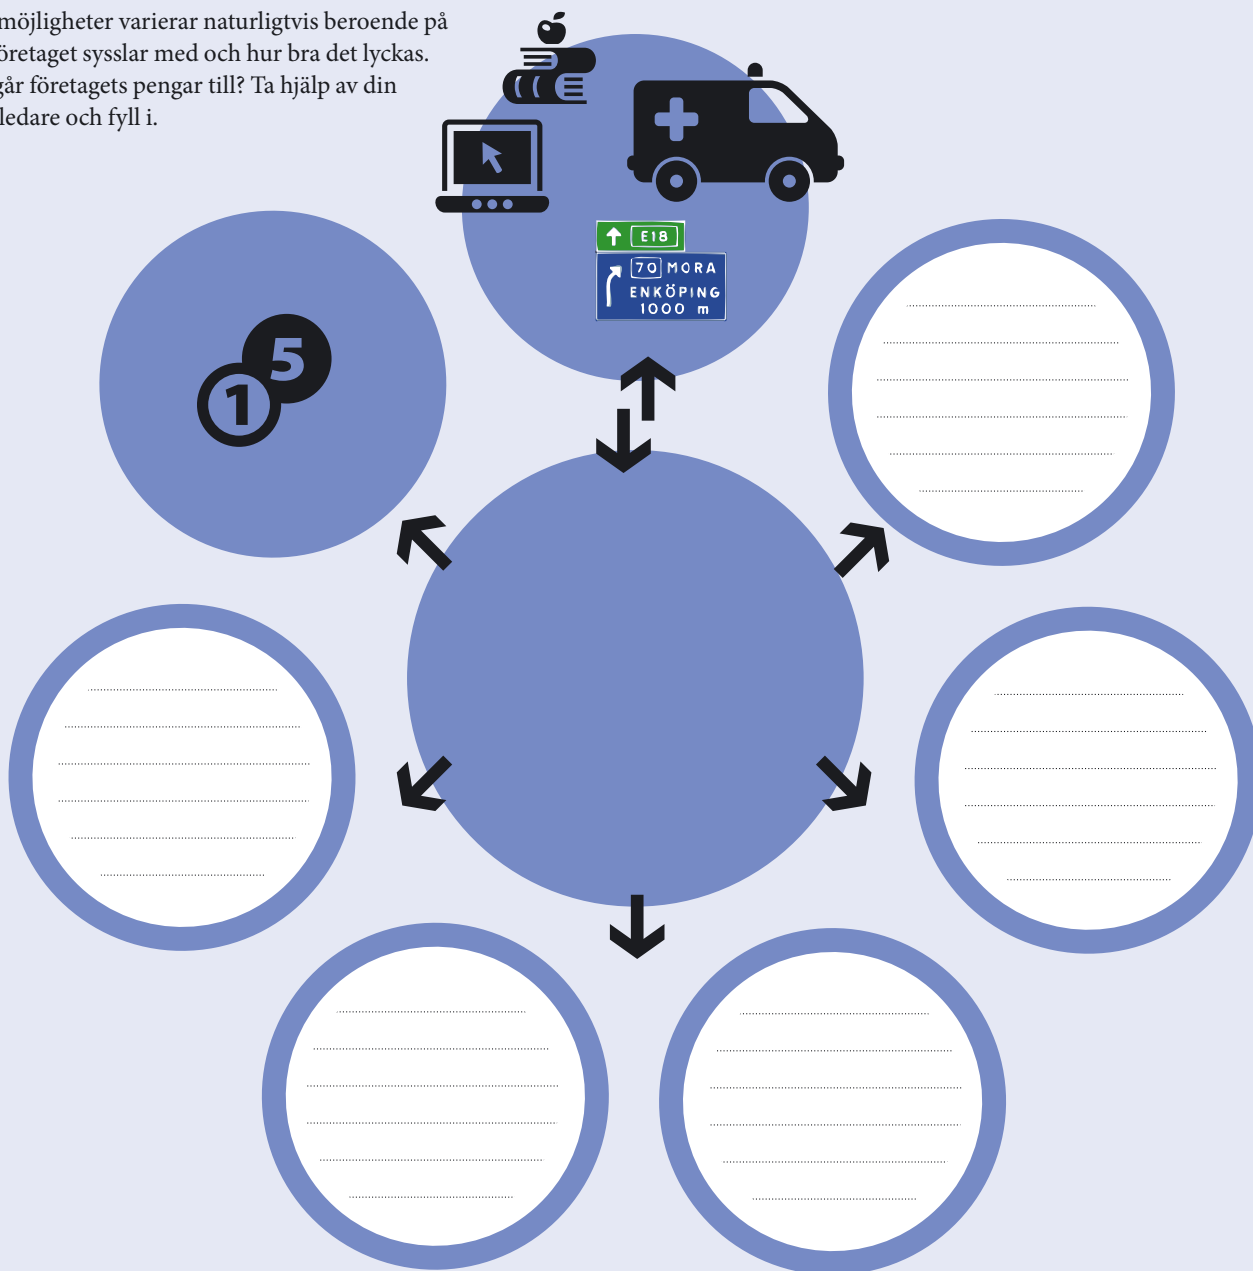 möjligheter varierar naturligtvis beroende på
öretaget sysslar med och hur bra det lyckas.
går företagets pengar till? Ta hjälp av din
ledare och fyll i.
E18
70 MORA
ENKÖPING
1000 m
5
1